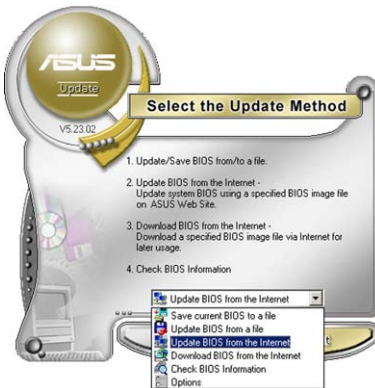 ASUS
Update
V5.23.02
Select the Update Method
1. Update/Save BIOS from/to a file.
2. Update BIOS from the Internet -
Update system BIOS using a specified BIOS image file
on ASUS Web Site.
3. Download BIOS from the Internet -
Download a specified BIOS image file via Internet for
later usage.
4. Check BIOS Information
Update BIOS from the Internet
Save current BIOS to a file
Update BIOS from a file
Update BIOS from the Internet
Download BIOS from the Internet
Check BIOS Information
Options